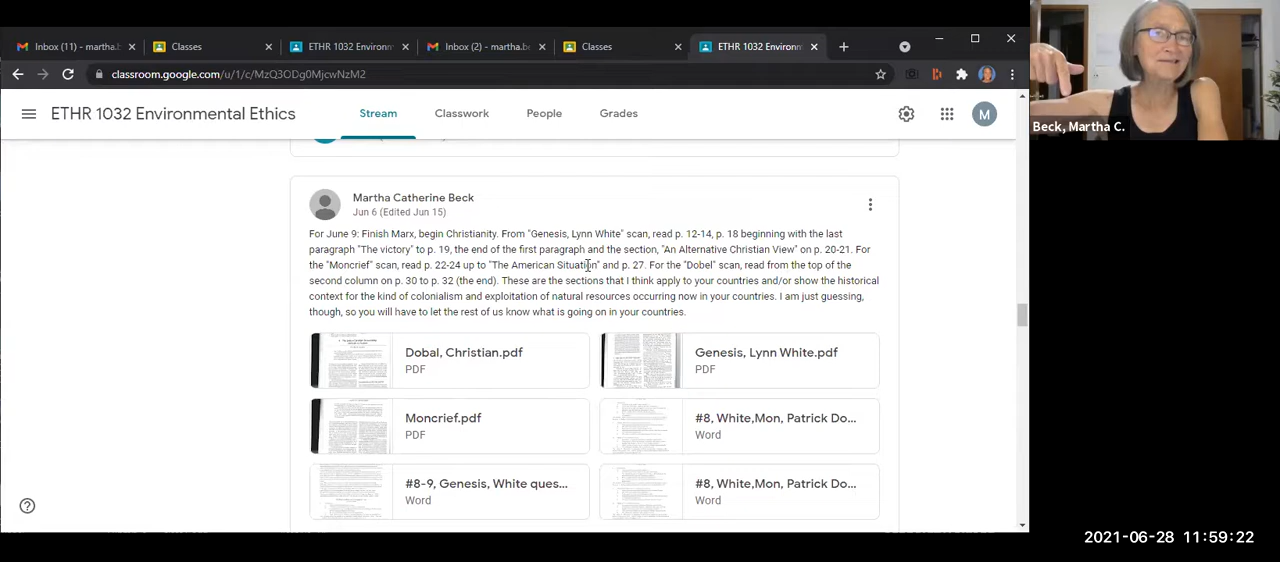 Inbox (11) - martha.b
Classes
ETHR 1032 Environm
Inbox (2) - martha.be
Classes
ETHR 1032 Environm
classroom.google.com/u/1/c/MzQ3ODg0MjcwNzM2
ETHR 1032 Environmental Ethics
Stream
Classwork
People
Grades
M
Martha Catherine Beck
Jun 6 (Edited Jun 15)
For June 9: Finish Marx, begin Christianity. From "Genesis, Lynn White" scan, read p. 12-14, p. 18 beginning with the last
paragraph "The victory" to p. 19, the end of the first paragraph and the section, "An Alternative Christian View" on p. 20-21. For
the "Moncrief" scan, read p. 22-24 up to "The American Situation" and p. 27. For the "Dobel" scan, read from the top of the
second column on p. 30 to p. 32 (the end). These are the sections that I think apply to your countries and/or show the historical
context for the kind of colonialism and exploitation of natural resources occurring now in your countries. I am just guessing,
though, so you will have to let the rest of us know what is going on in your countries.
Dobal, Christian.pdf
PDF
Genesis, Lynn White.pdf
PDF
Moncrief.pdf
PDF
#8, White,Mon, Patrick Do...
Word
#8-9, Genesis, White ques...
Word
#8, White,Mon, Patrick Do...
Word
Beck, Martha C.
2021-06-28 11:59:22